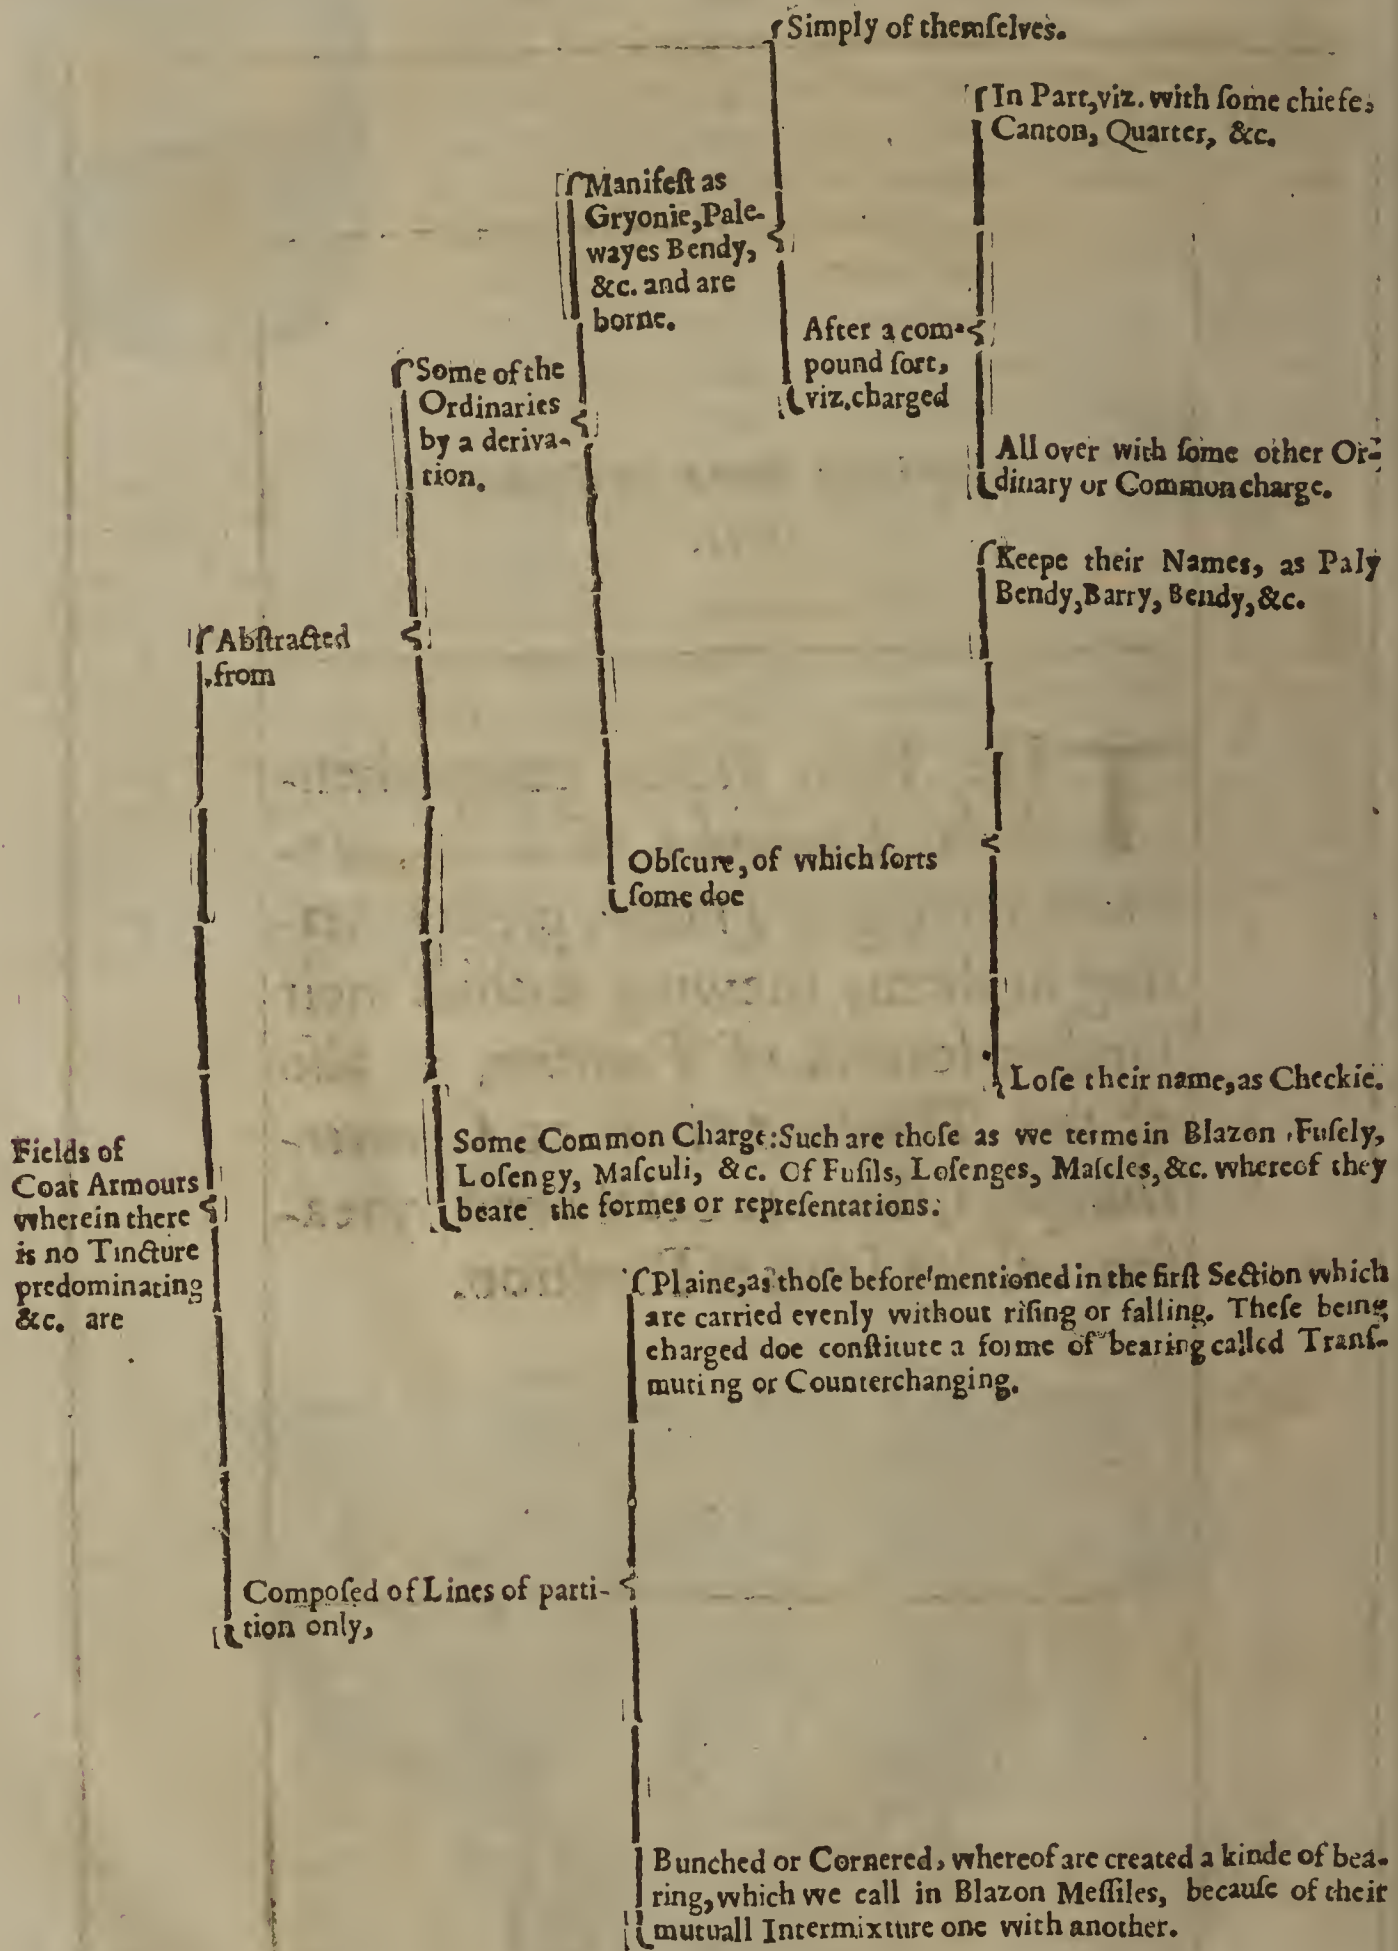 Simply of themſelves.
In Part, viz. with ſome chiefe,
Canton, Quarter, &c.
Manifeſt as
Gryonie, Pale-
wayes Bendy,
&c. and are
borne.
After a com-
pound ſort,
viz. charged
All over with ſome other Or-
dinary or Common charge.
Some of the
Ordinaries
by a deriva-
tion.
Keepe their Names, as Paly
Bendy, Barry, Bendy, &c.
Abſtracted
from
Obſcure, of which ſorts
ſome doe
Loſe their name, as Checkie.
Some Common Charge: Such are thoſe as we terme in Blazon, Fuſely,
Loſengy, Maſculi, &c. Of Fuſils, Loſenges, Maſcles, &c. whereof they
beare the formes or repreſentations.
Fields of
Coat Armours
wherein there
is no Tincture
predominating
&c. are
Plaine, as thoſe before mentioned in the firſt Section which
are carried evenly without riſing or falling. Theſe being
charged doe conſtitute a forme of bearing called Tranſ-
muting or Counterchanging.
Compoſed of Lines of parti-
tion only,
Bunched or Cornered, whereof are created a kinde of bea-
ring, which we call in Blazon Meſſiles, becauſe of their
mutuall Intermixture one with another.